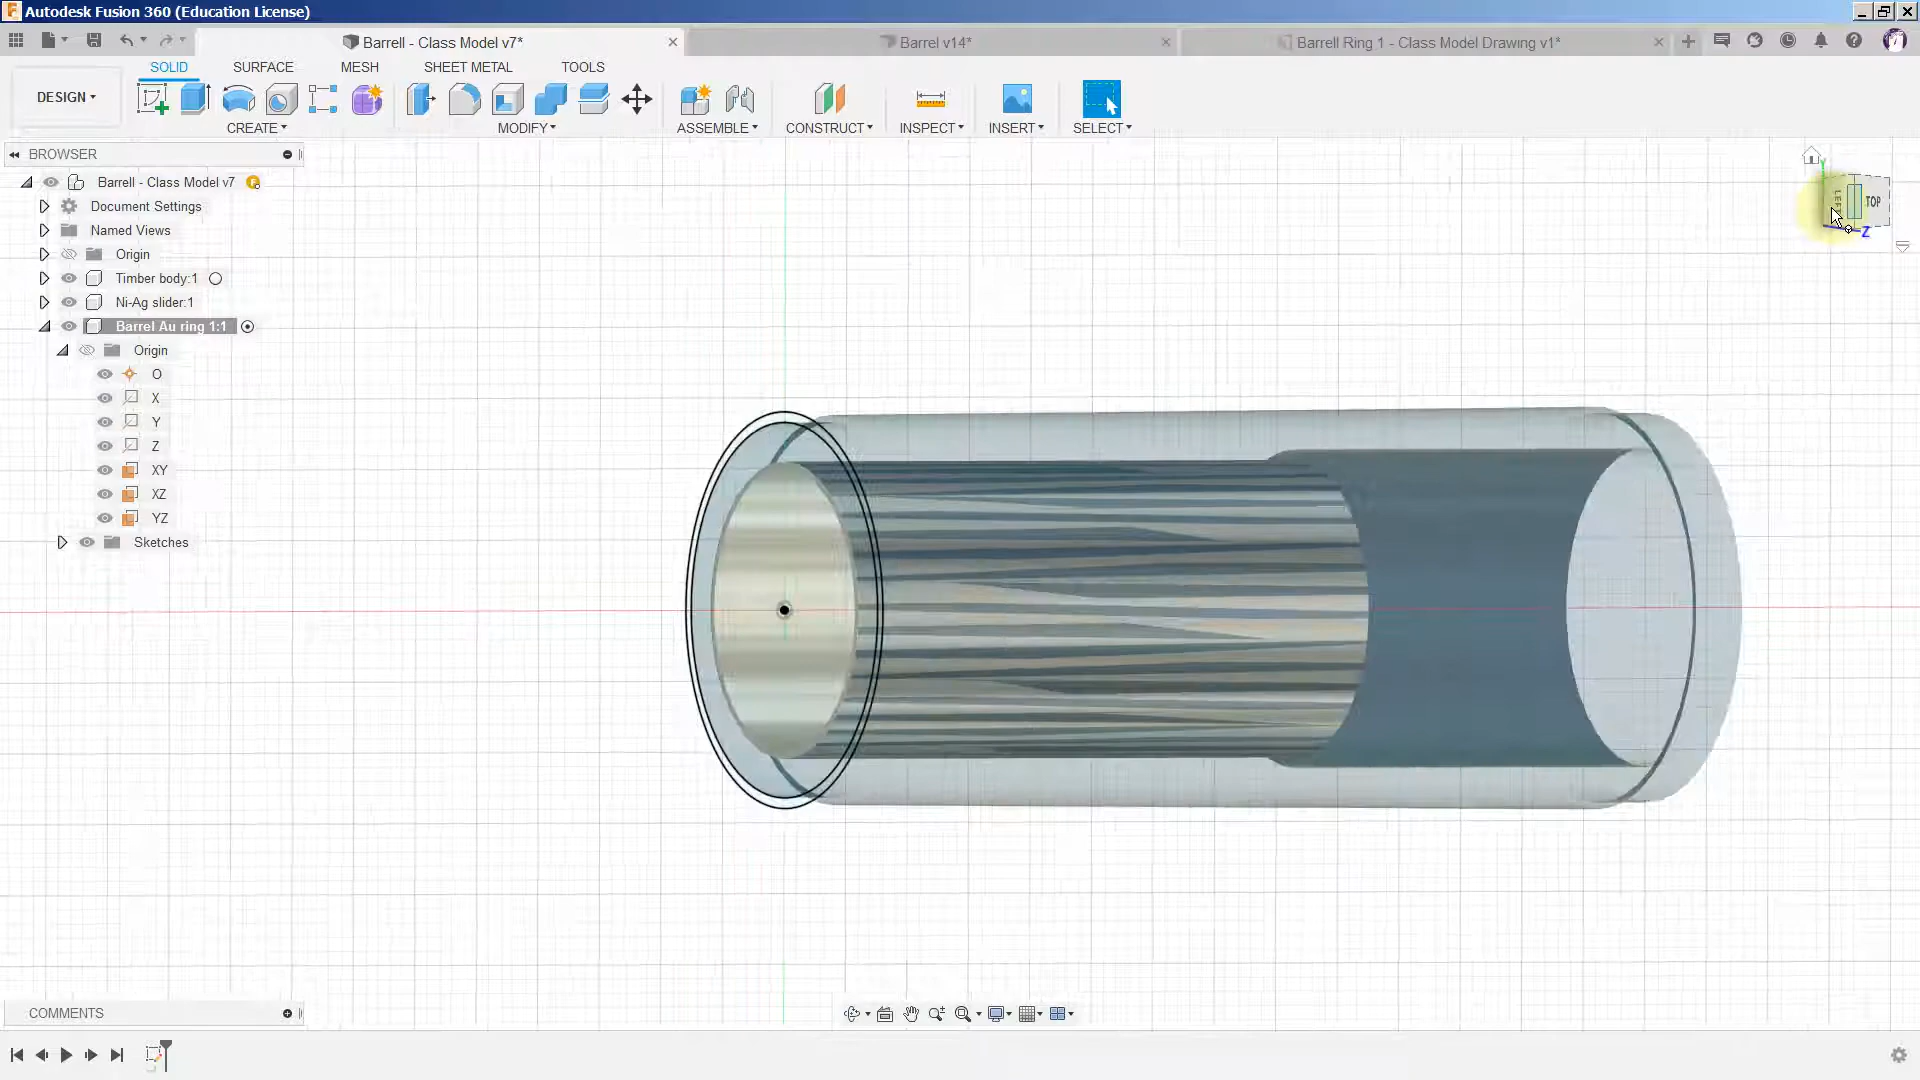 Autodesk Fusion 360 (Education License)
Barrell - Class Model v7*
Barrel v14*
Barrell Ring 1 - Class Model Drawing v1*
SOLID
SURFACE
MESH
SHEET METAL
TOOLS
DESIGN
CREATE
MODIFY
ASSEMBLE
CONSTRUCT
INSPECT
INSERT
SELECT
BROWSER
Barrell - Class Model v7
Document Settings
Named Views
Origin
Timber body:1
Ni-Ag slider:1
Barrel Au ring 1:1
Origin
O
X
Y
Z
XY
XZ
YZ
Sketches
Y
LEFT
TOP
Z
COMMENTS